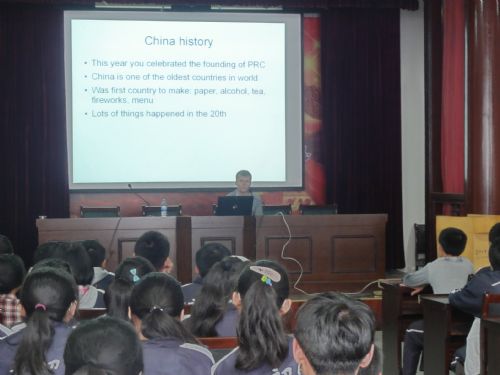 China history
• This year you celebrated the founding of PRC
• China is one of the oldest countries in world
• Was first country to make: paper, alcohol, tea,
fireworks, menu
• Lots of things happened in the 20th